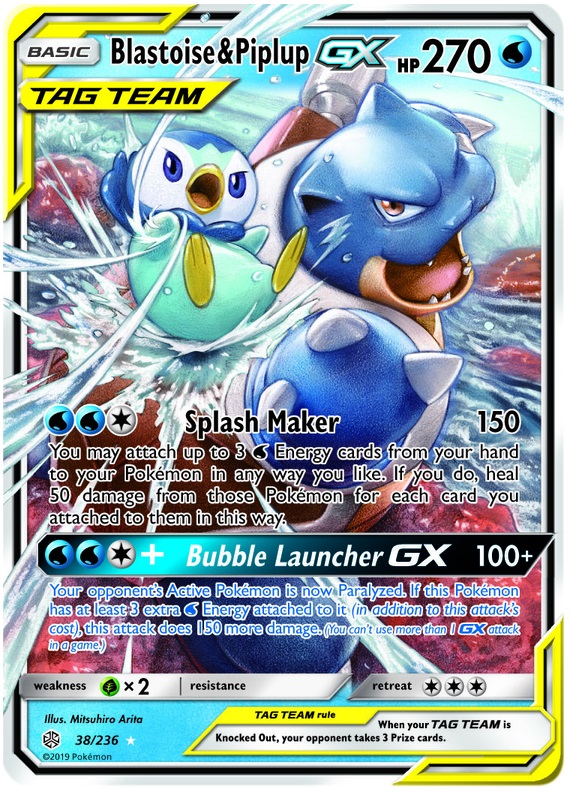 BASIC Blastoise&Piplup GX HP 270
TAG TEAM
Splash Maker 150
You may attach up to 3 Energy cards from your hand
to your Pokémon in any way you like. If you do, heal
50 damage from those Pokémon for each card you
attached to them in this way.
+ Bubble Launcher GX 100+
Your opponent's Active Pokémon is now Paralyzed. If this Pokémon
has at least 3 extra Energy attached to it (in addition to this attack's
cost), this attack does 150 more damage. (You can't use more than 1 GX attack
in a game.)
weakness ×2 resistance retreat
Illus. Mitsuhiro Arita
38/236
©2019 Pokémon
TAG TEAM rule
When your TAG TEAM is
Knocked Out, your opponent takes 3 Prize cards.